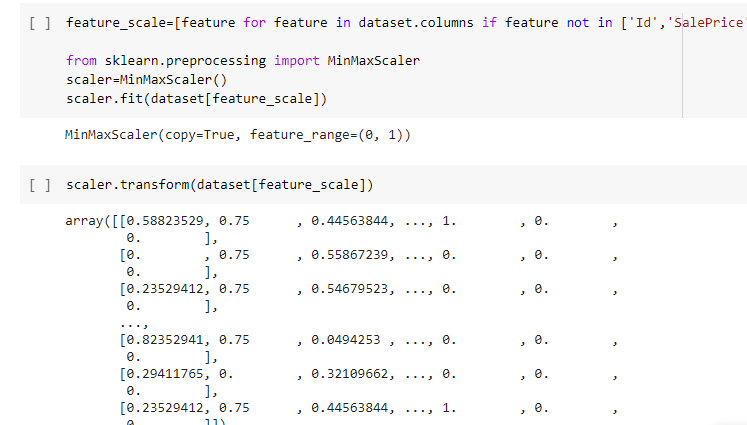 [ ] feature_scale=[feature for feature in dataset.columns if feature not in ['Id','SalePrice'
from sklearn.preprocessing import MinMaxScaler
scaler=MinMaxScaler()
scaler.fit(dataset[feature_scale])
MinMaxScaler(copy=True, feature_range=(0, 1))
[ ] scaler.transform(dataset[feature_scale])
array([[0.58823529, 0.75      , 0.44563844, ..., 1.        , 0.        ,
        0.        ],
       [0.        , 0.75      , 0.55867239, ..., 0.        , 0.        ,
        0.        ],
       [0.23529412, 0.75      , 0.54679523, ..., 0.        , 0.        ,
        0.        ],
       ...,
       [0.82352941, 0.75      , 0.0494253 , ..., 0.        , 0.        ,
        0.        ],
       [0.29411765, 0.        , 0.32109662, ..., 0.        , 0.        ,
        0.        ],
       [0.23529412, 0.75      , 0.44563844, ..., 1.        , 0.        ,